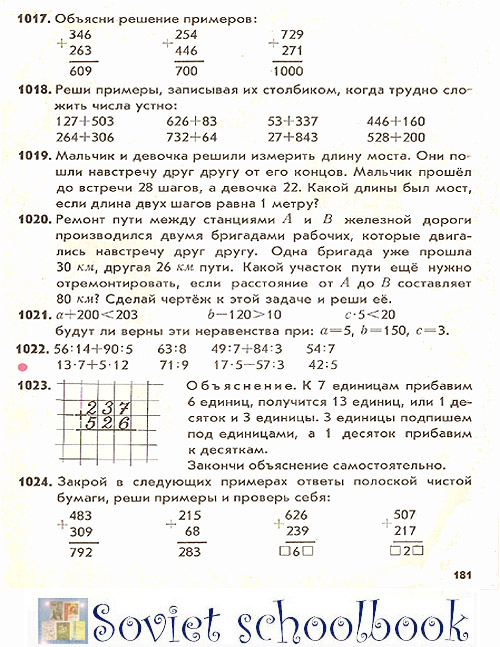 1017. Объясни решение примеров:
+ 346 + 254 + 729
263 446 271
609 700 1000
1018. Реши примеры, записывая их столбиком, когда трудно сло-
жить числа устно:
127+503 626+83 53+337 446+160
264+306 732+64 27+843 528+200
1019. Мальчик и девочка решили измерить длину моста. Они по-
шли навстречу друг другу от его концов. Мальчик прошёл
до встречи 28 шагов, а девочка 22. Какой длины был мост,
если длина двух шагов равна 1 метру?
1020. Ремонт пути между станциями A и B железной дороги
производился двумя бригадами рабочих, которые двига-
лись навстречу друг другу. Одна бригада уже прошла
30 км, другая 26 км пути. Какой участок пути ещё нужно
отремонтировать, если расстояние от A до B составляет
80 км? Сделай чертёж к этой задаче и реши её.
1021. a+200<203 b−120>10 c·5<20
будут ли верны эти неравенства при: a=5, b=150, c=3.
1022. 56:14+90:5 63:8 49:7+84:3 54:7
13·7+5·12 71:9 17·5−57:3 42:5
1023. Объяснение. К 7 единицам прибавим
+ 237 6 единиц, получится 13 единиц, или 1 де-
526 сяток и 3 единицы. 3 единицы подпишем
под единицами, а 1 десяток прибавим
к десяткам.
Закончи объяснение самостоятельно.
1024. Закрой в следующих примерах ответы полоской чистой
бумаги, реши примеры и проверь себя:
+ 483 + 215 + 626 + 507
309 68 239 217
792 283 □6□ □2□
181
Soviet schoolbook